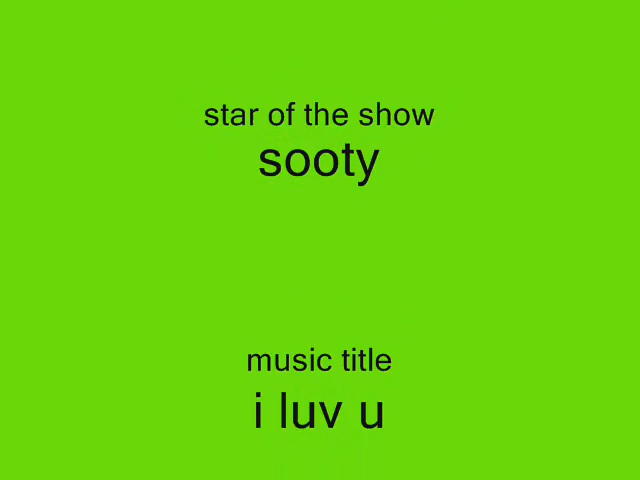 star of the show
sooty
music title
i luv u